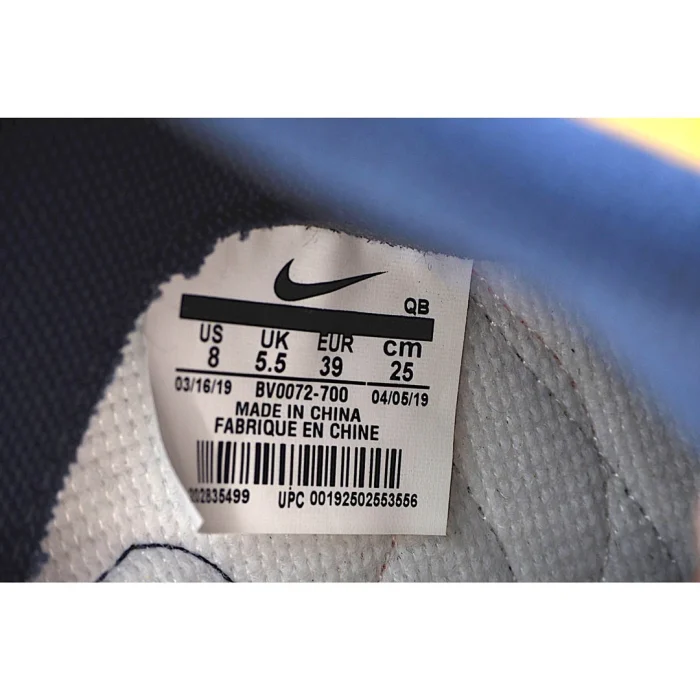 QB
US UK EUR cm
8 5.5 39 25
03/16/19 BV0072-700 04/05/19
MADE IN CHINA
FABRIQUE EN CHINE
02835499 UPC 00192502553556